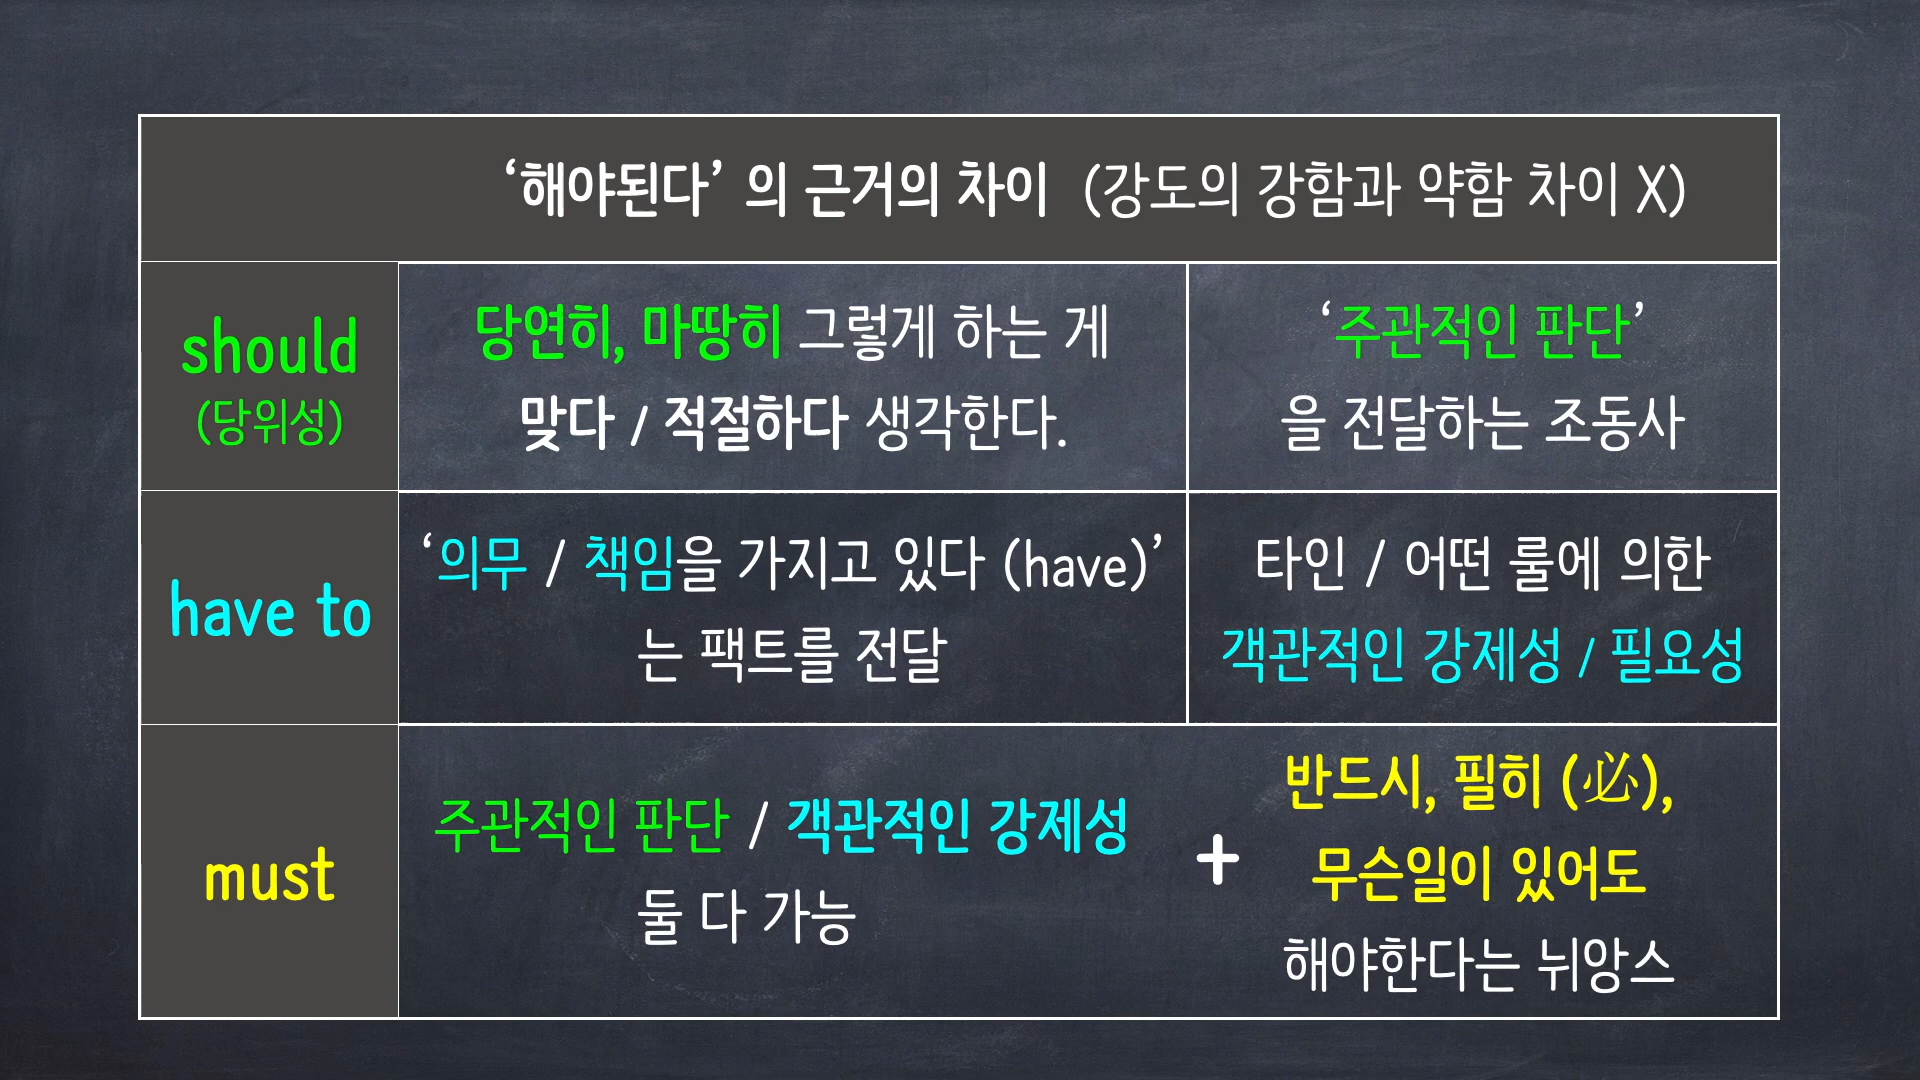 ‘해야된다’ 의 근거의 차이 (강도의 강함과 약함 차이 X)
should
(당위성)
당연히, 마땅히 그렇게 하는 게
맞다 / 적절하다 생각한다.
‘주관적인 판단’
을 전달하는 조동사
have to
‘의무 / 책임을 가지고 있다 (have)’
는 팩트를 전달
타인 / 어떤 룰에 의한
객관적인 강제성 / 필요성
must
주관적인 판단 / 객관적인 강제성
둘 다 가능
+
반드시, 필히 (必),
무슨일이 있어도
해야한다는 뉘앙스